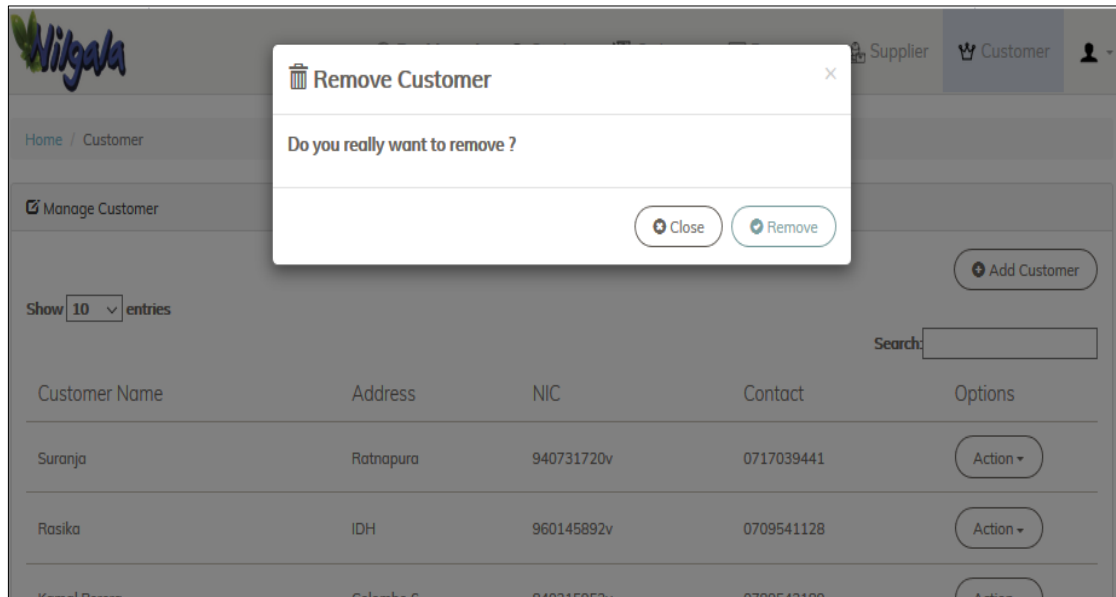 Nilgala
Supplier
Customer
Remove Customer
×
Home / Customer
Do you really want to remove ?
Manage Customer
Close
Remove
Add Customer
Show 10 entries
Search:
Customer Name Address NIC Contact Options
Suranja Ratnapura 940731720v 0717039441 Action
Rasika IDH 960145892v 0709541128 Action